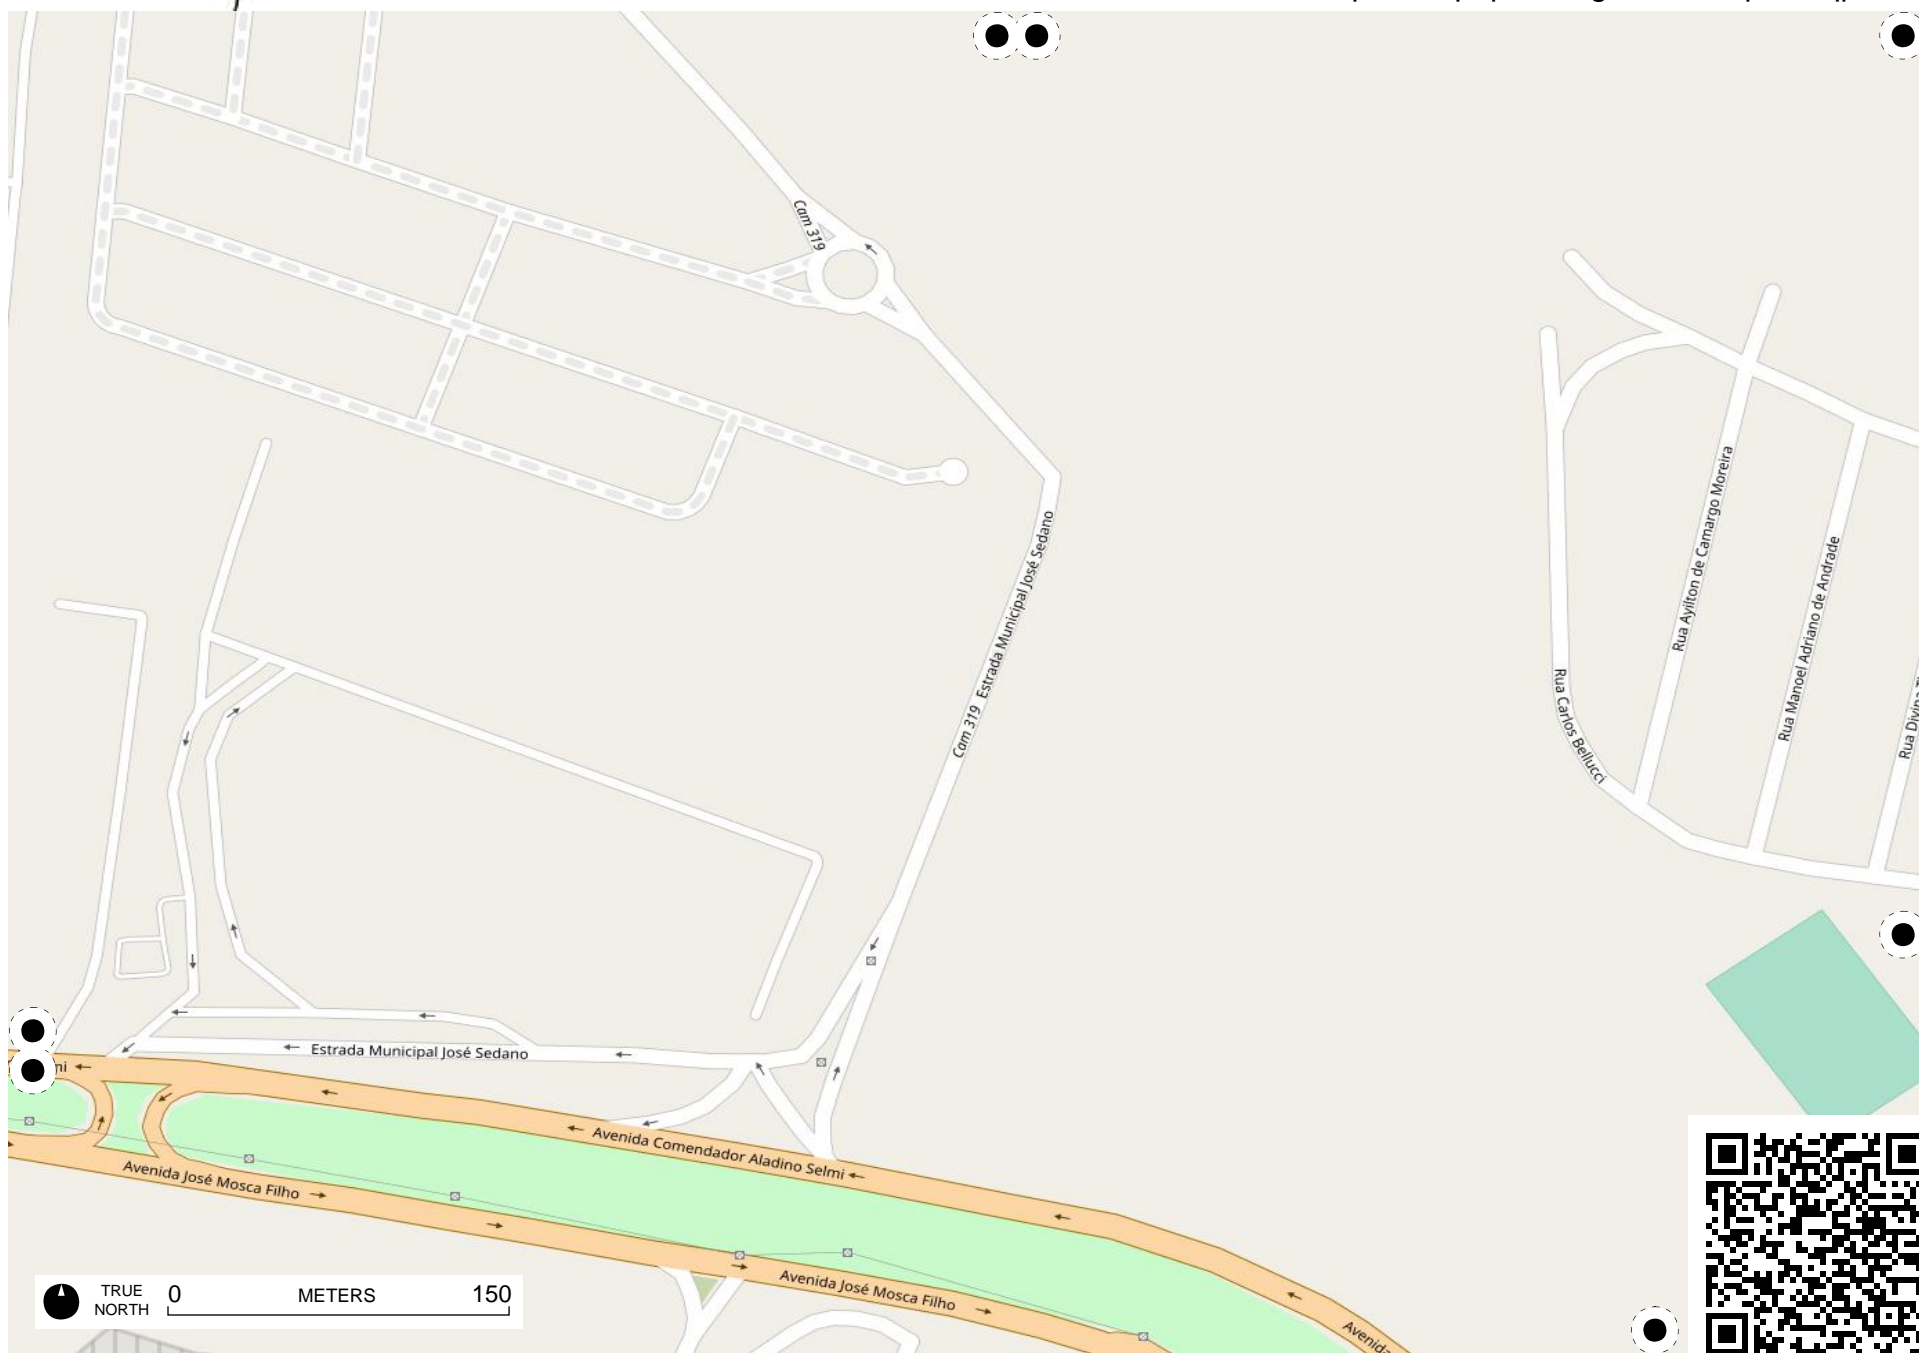 Cam 319
Cam 319 Estrada Municipal José Sedano
Rua Ayilton de Camargo Moreira
Rua Manoel Adriano de Andrade
Rua Carlos Bellucci
Rua
Estrada Municipal José Sedano
Avenida Comendador Aladino Selmi
Avenida José Mosca Filho
Avenida José Mosca Filho
Avenida
TRUE
NORTH
0 METERS 150